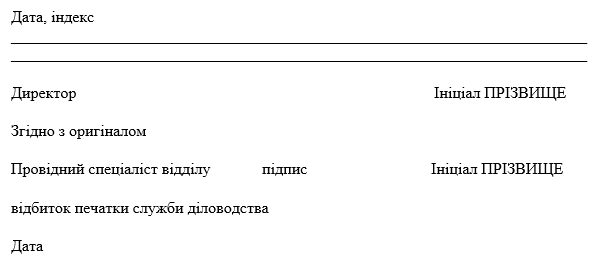 Дата, індекс
Директор Ініціал ПРІЗВИЩЕ
Згідно з оригіналом
Провідний спеціаліст відділу підпис Ініціал ПРІЗВИЩЕ
відбиток печатки служби діловодства
Дата